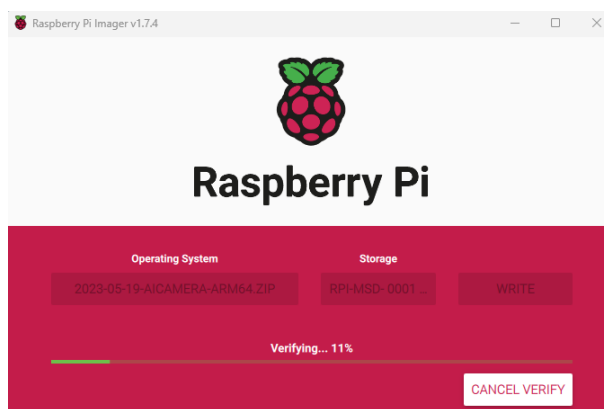 Raspberry Pi Imager v1.7.4
Raspberry Pi
Operating System
Storage
2023-05-19-AICAMERA-ARM64.ZIP
RPI-MSD- 0001 ...
WRITE
Verifying... 11%
CANCEL VERIFY